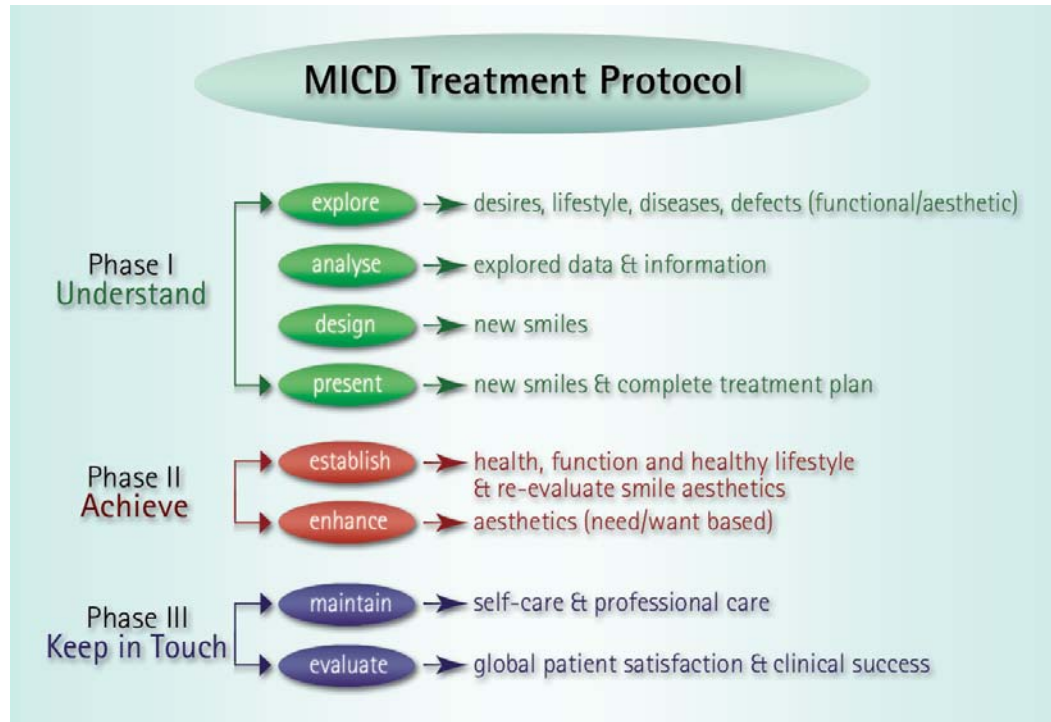 MICD Treatment Protocol
Phase I
Understand
explore
desires, lifestyle, diseases, defects (functional/aesthetic)
analyse
explored data & information
design
new smiles
present
new smiles & complete treatment plan
Phase II
Achieve
establish
health, function and healthy lifestyle
& re-evaluate smile aesthetics
enhance
aesthetics (need/want based)
Phase III
Keep in Touch
maintain
self-care & professional care
evaluate
global patient satisfaction & clinical success